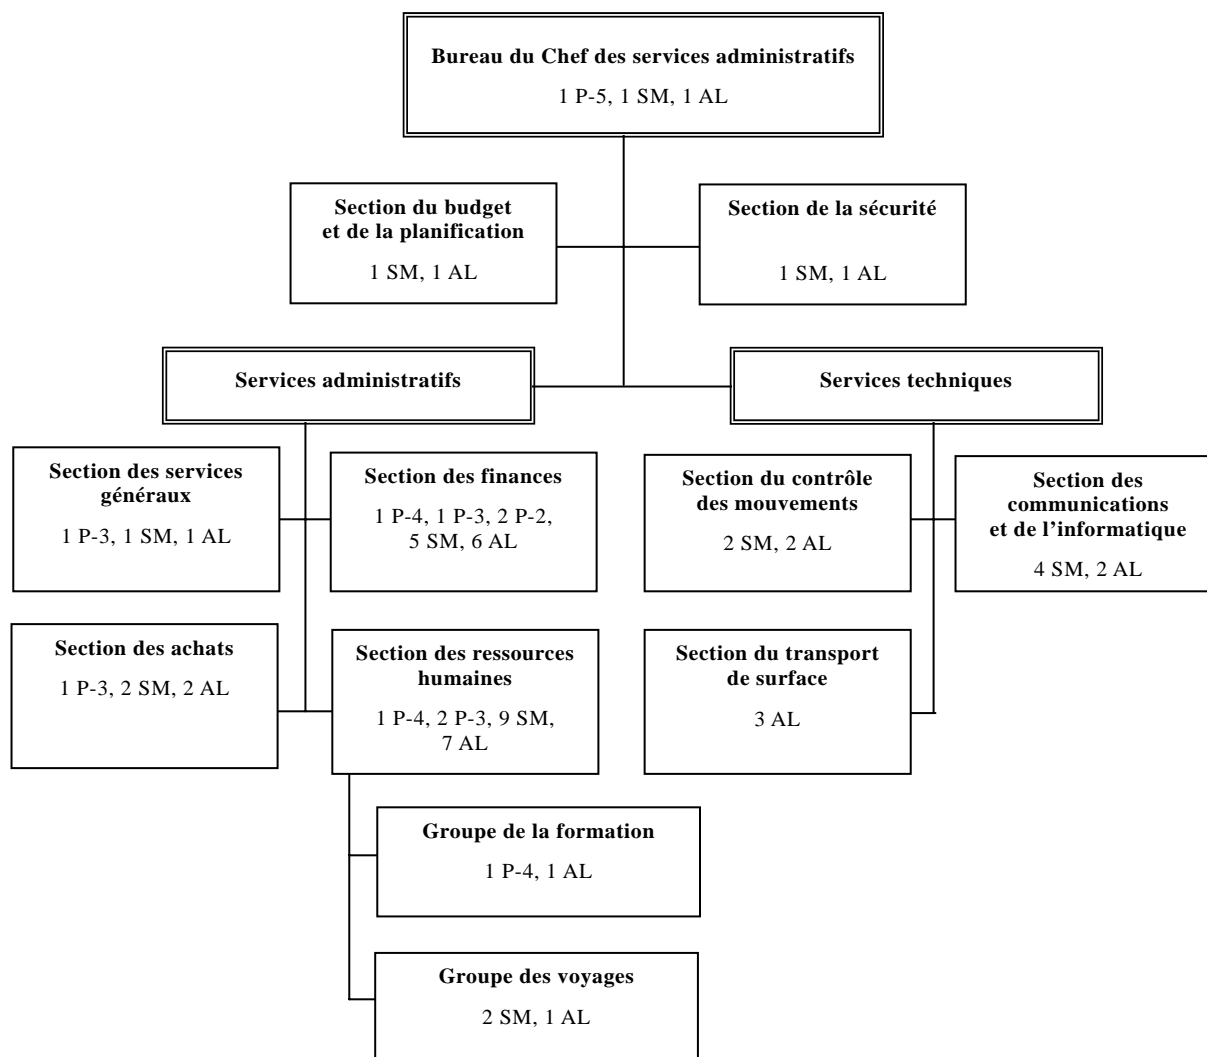 Bureau du Chef des services administratifs
1 P-5, 1 SM, 1 AL
Section du budget
et de la planification
1 SM, 1 AL
Section de la sécurité
1 SM, 1 AL
Services administratifs
Services techniques
Section des services
généraux
1 P-3, 1 SM, 1 AL
Section des finances
1 P-4, 1 P-3, 2 P-2,
5 SM, 6 AL
Section du contrôle
des mouvements
2 SM, 2 AL
Section des
communications
et de l’informatique
4 SM, 2 AL
Section des achats
1 P-3, 2 SM, 2 AL
Section des ressources
humaines
1 P-4, 2 P-3, 9 SM,
7 AL
Section du transport
de surface
3 AL
Groupe de la formation
1 P-4, 1 AL
Groupe des voyages
2 SM, 1 AL